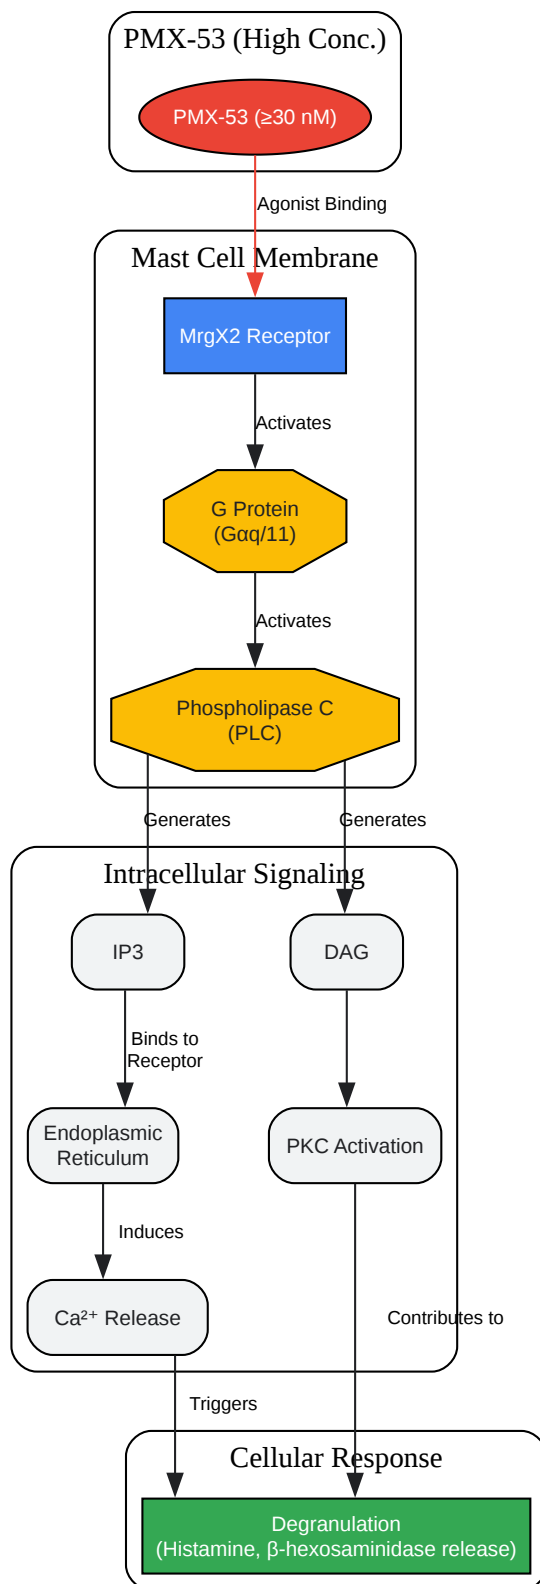 PMX-53 (High Conc.)
PMX-53 (≥30 nM)
Agonist Binding
Mast Cell Membrane
MrgX2 Receptor
Activates
G Protein
(Gαq/11)
Activates
Phospholipase C
(PLC)
Generates
Generates
Intracellular Signaling
IP3
DAG
Binds to
Receptor
Endoplasmic
Reticulum
PKC Activation
Induces
Ca²⁺ Release
Contributes to
Triggers
Cellular Response
Degranulation
(Histamine, β-hexosaminidase release)